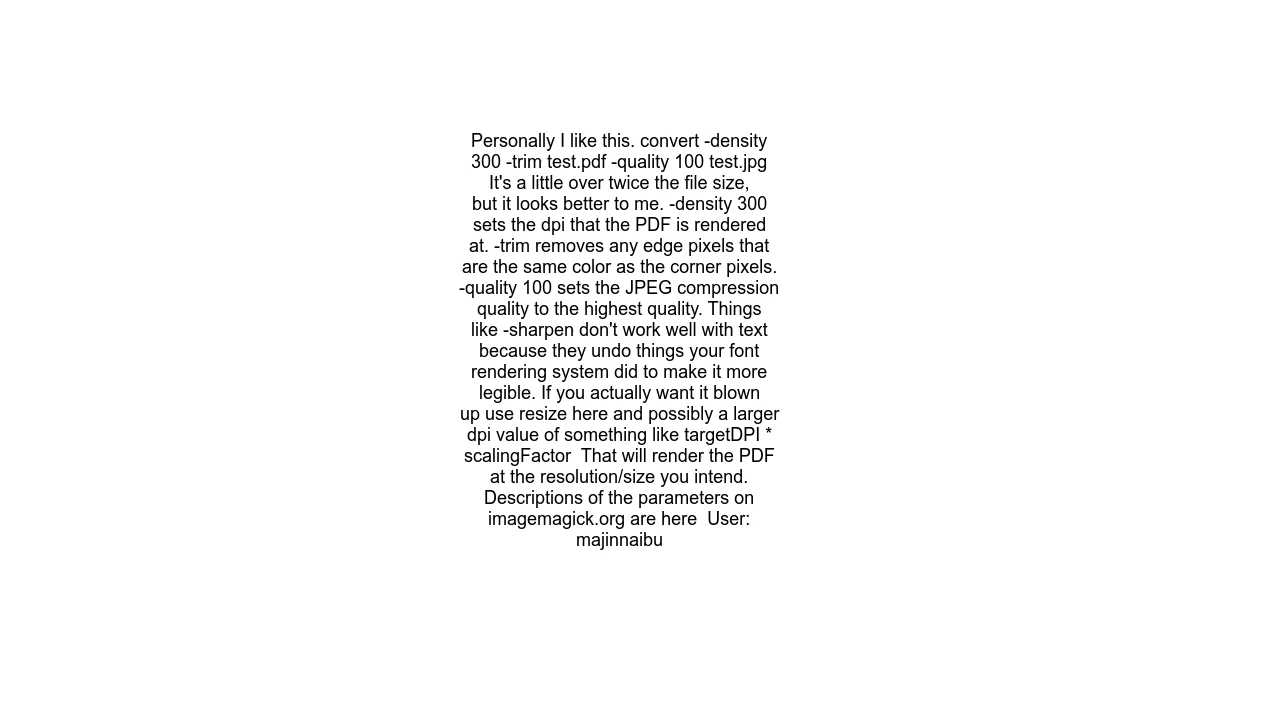 Personally I like this. convert -density
300 -trim test.pdf -quality 100 test.jpg
It's a little over twice the file size,
but it looks better to me. -density 300
sets the dpi that the PDF is rendered
at. -trim removes any edge pixels that
are the same color as the corner pixels.
-quality 100 sets the JPEG compression
quality to the highest quality. Things
like -sharpen don't work well with text
because they undo things your font
rendering system did to make it more
legible. If you actually want it blown
up use resize here and possibly a larger
dpi value of something like targetDPI *
scalingFactor  That will render the PDF
at the resolution/size you intend.
Descriptions of the parameters on
imagemagick.org are here  User:
majinnaibu